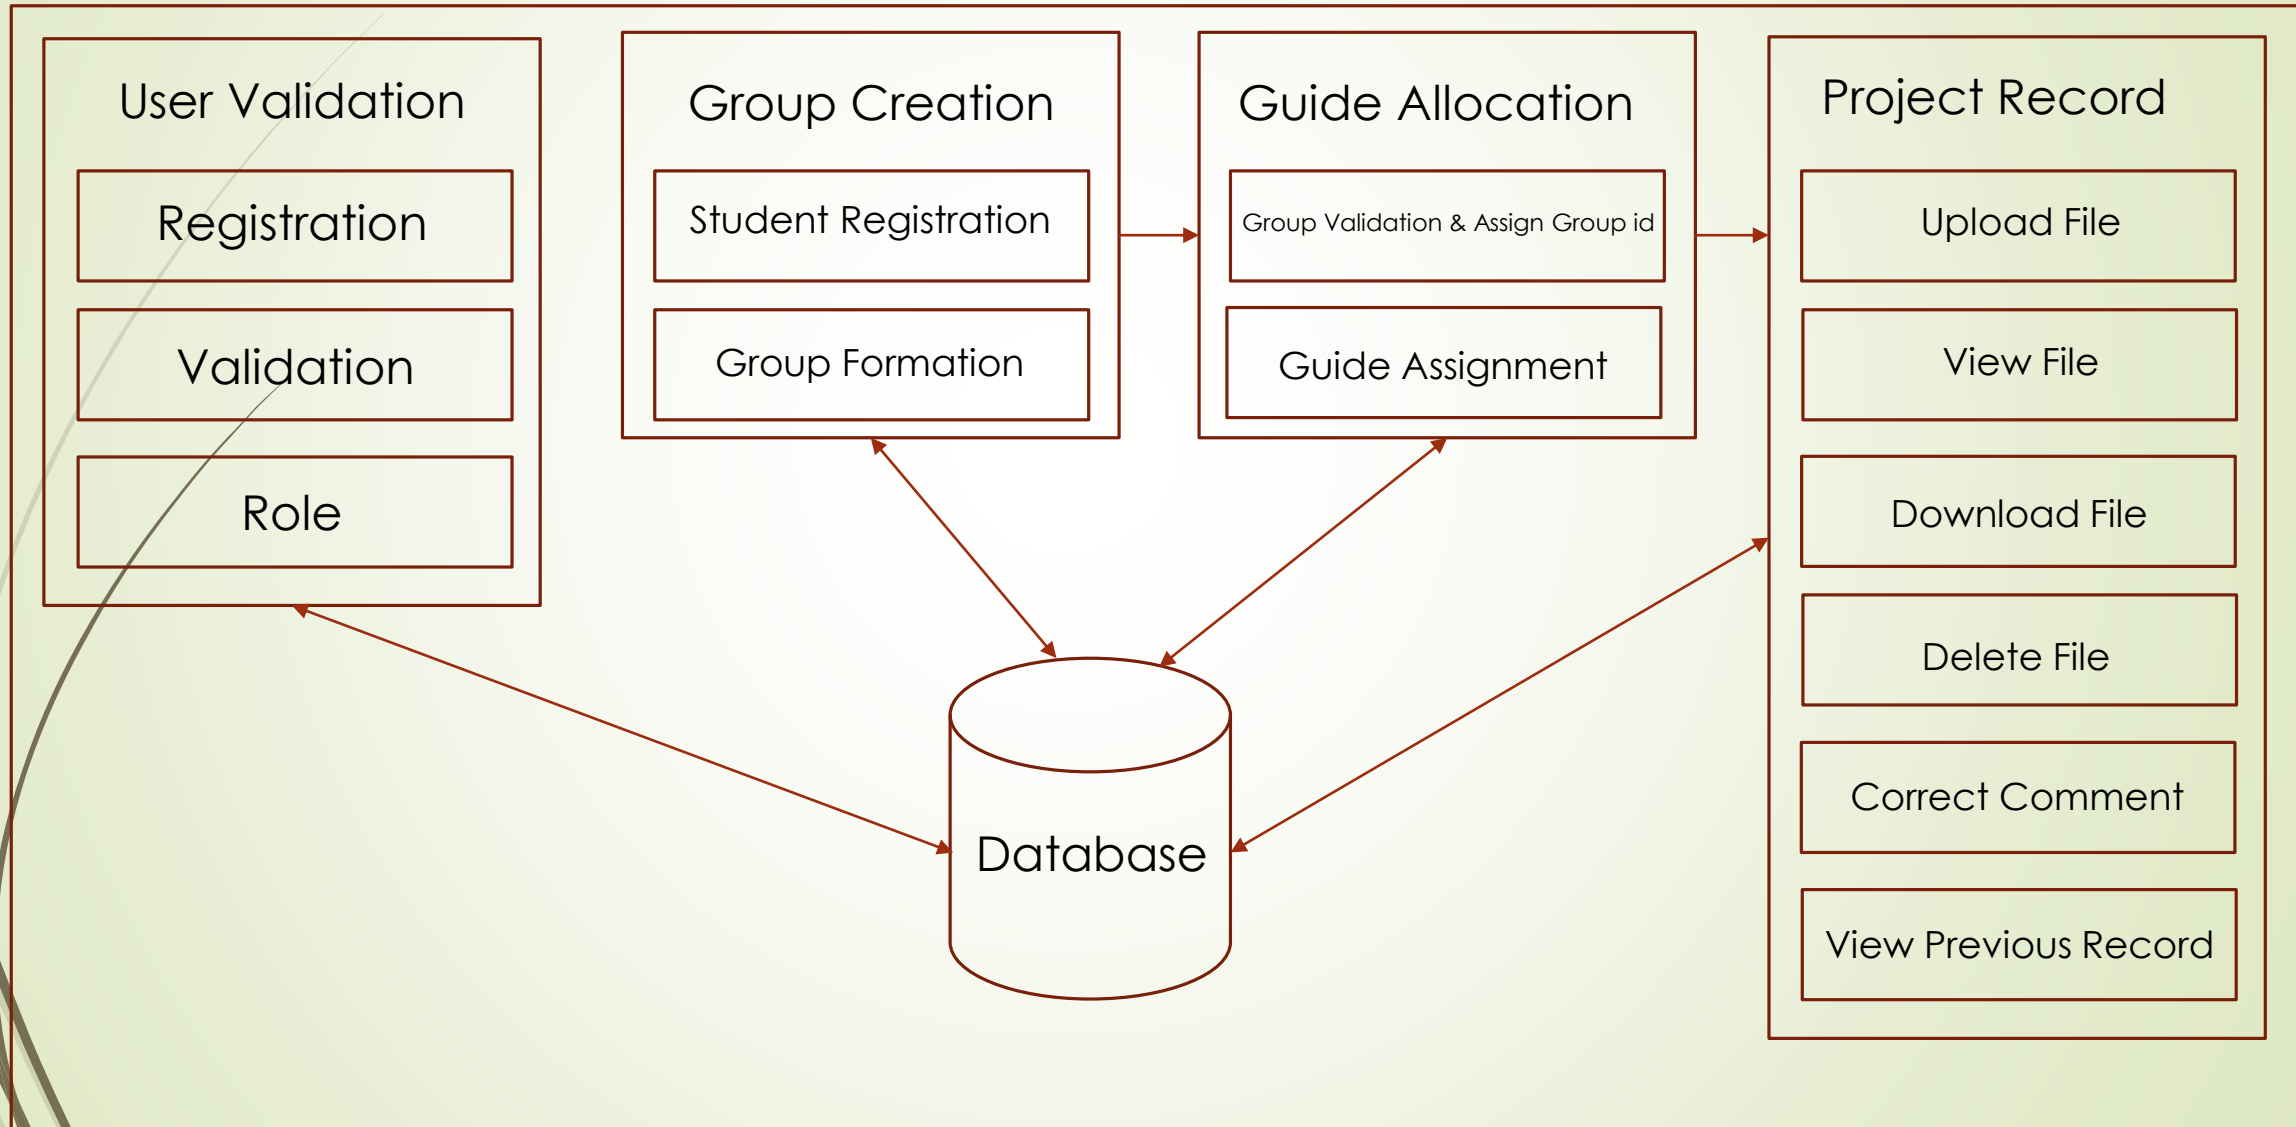 User Validation
Registration
Validation
Role
Group Creation
Student Registration
Group Formation
Guide Allocation
Group Validation & Assign Group id
Guide Assignment
Project Record
Upload File
View File
Download File
Delete File
Correct Comment
View Previous Record
Database